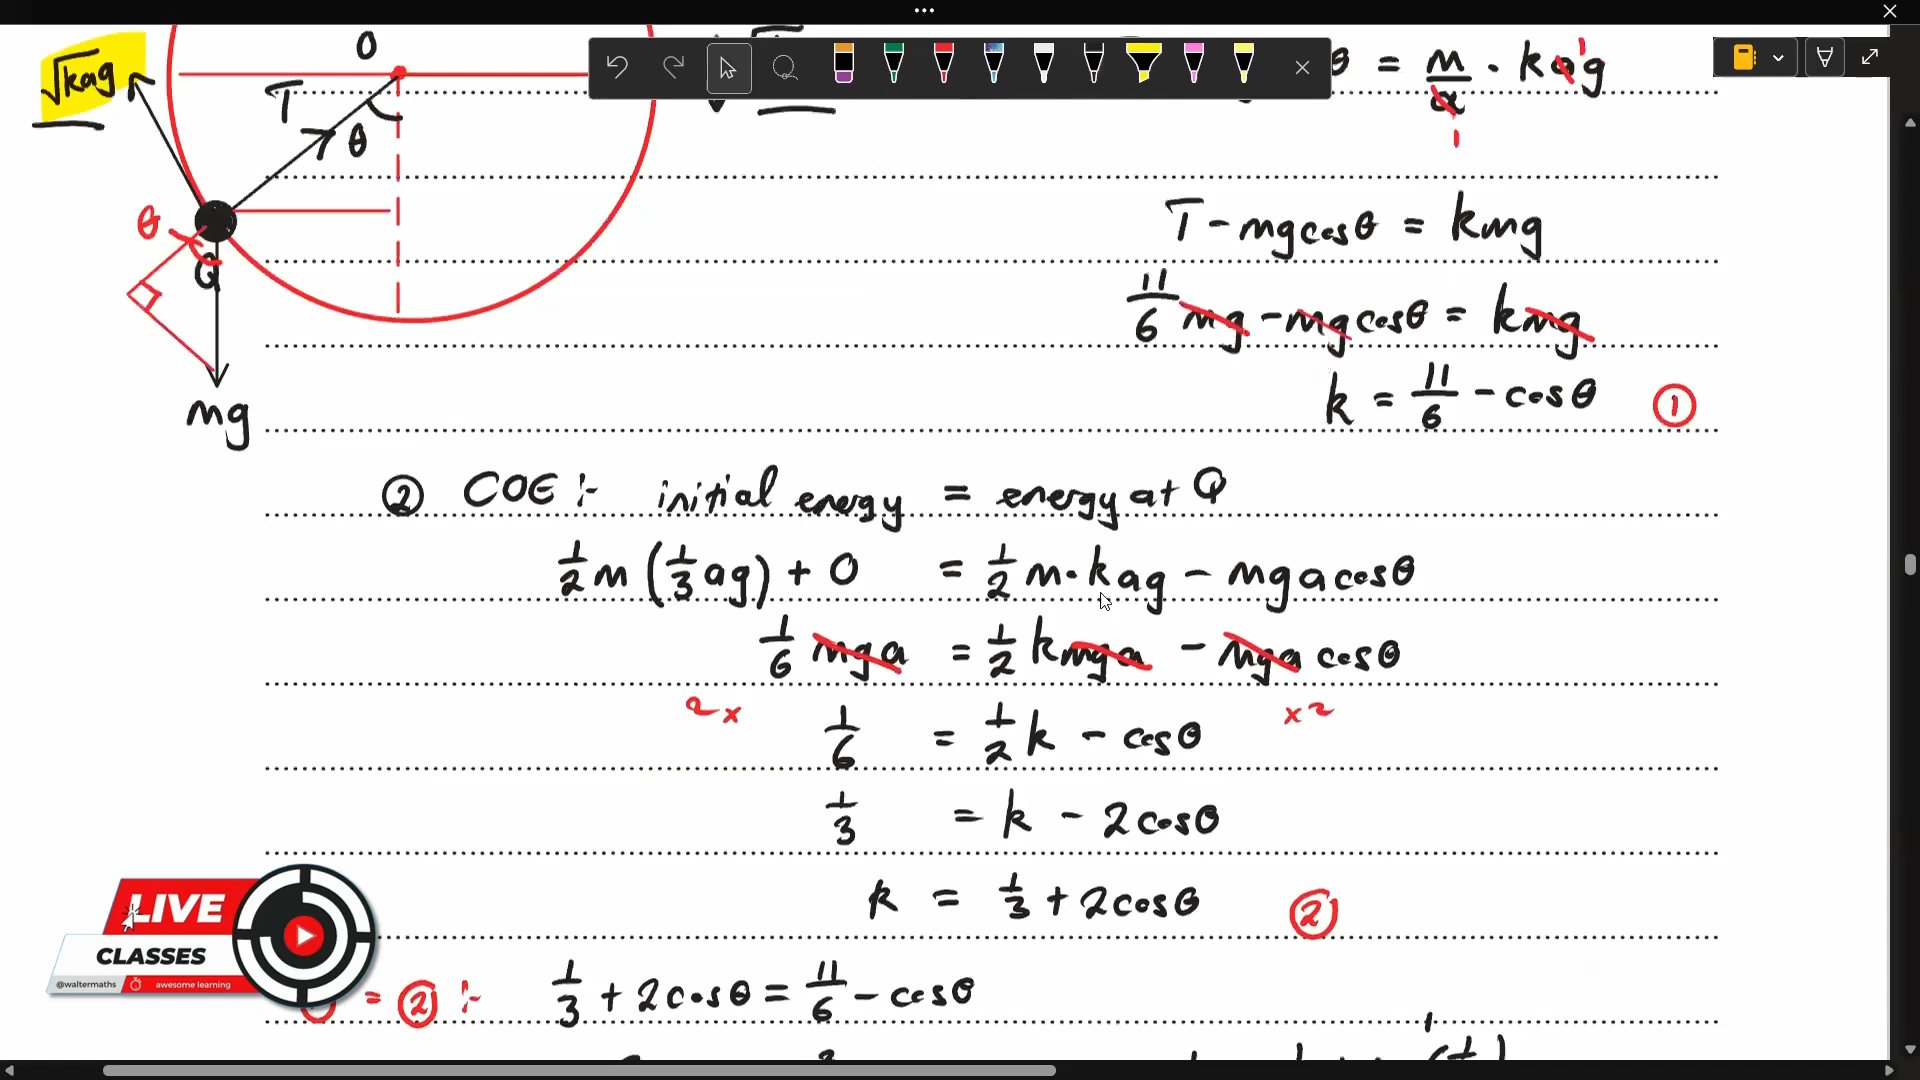 √kag
O
T
θ
θ
Q
mg
θ = m/a · kag
1
1
T - mgcosθ = kmg
11/6 mg - mgcosθ = kmg
k = 11/6 - cosθ ①
② COE :- initial energy = energy at Q
1/2 m (1/3 ag) + 0 = 1/2 m·kag - mgacosθ
1/6 mga = 1/2 kmga - mga cosθ
2x x2
1/6 = 1/2 k - cosθ
1/3 = k - 2cosθ
k = 1/3 + 2cosθ ②
= ② :- 1/3 + 2cosθ = 11/6 - cosθ
LIVE
CLASSES
@waltermaths awesome learning